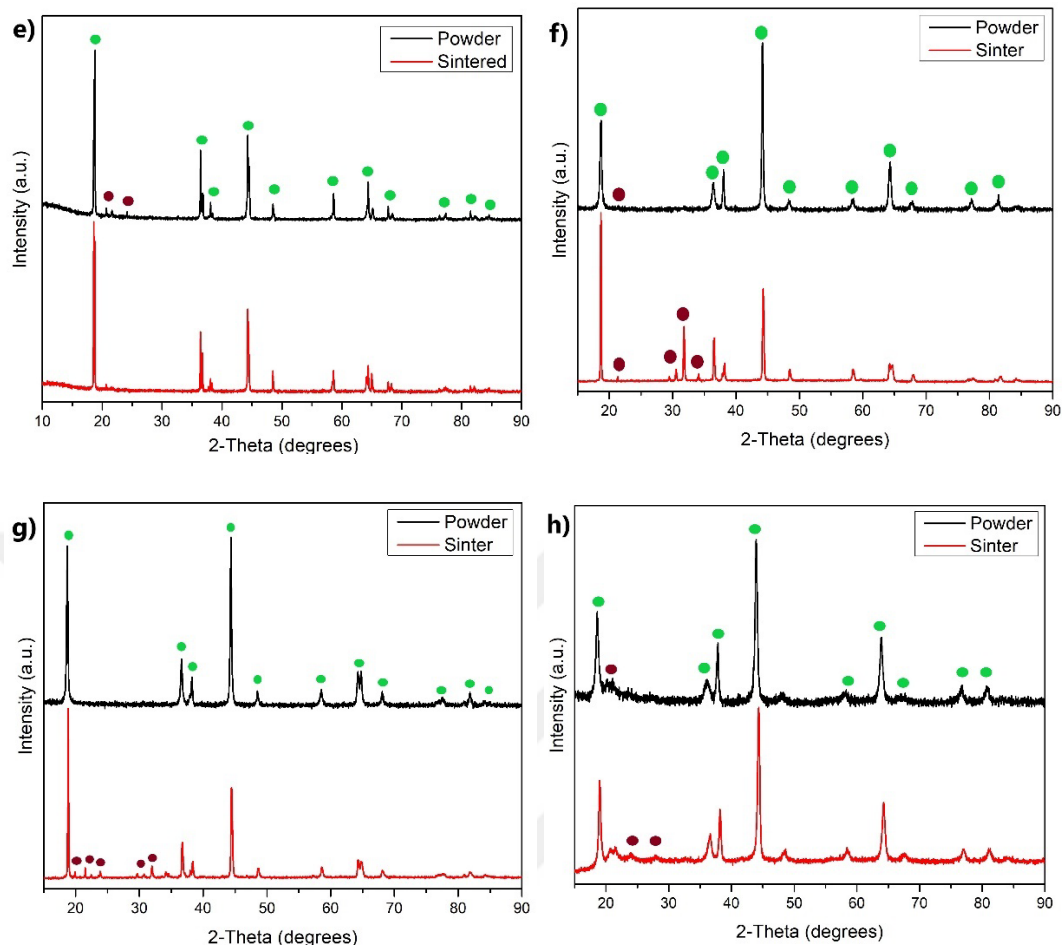 e)
Powder
Sintered
Intensity (a.u.)
10 20 30 40 50 60 70 80 90
2-Theta (degrees)
f)
Powder
Sinter
Intensity (a.u.)
20 30 40 50 60 70 80 90
2-Theta (degrees)
g)
Powder
Sinter
Intensity (a.u.)
20 30 40 50 60 70 80 90
2-Theta (degrees)
h)
Powder
Sinter
Intensity (a.u.)
20 30 40 50 60 70 80 90
2-Theta (degrees)